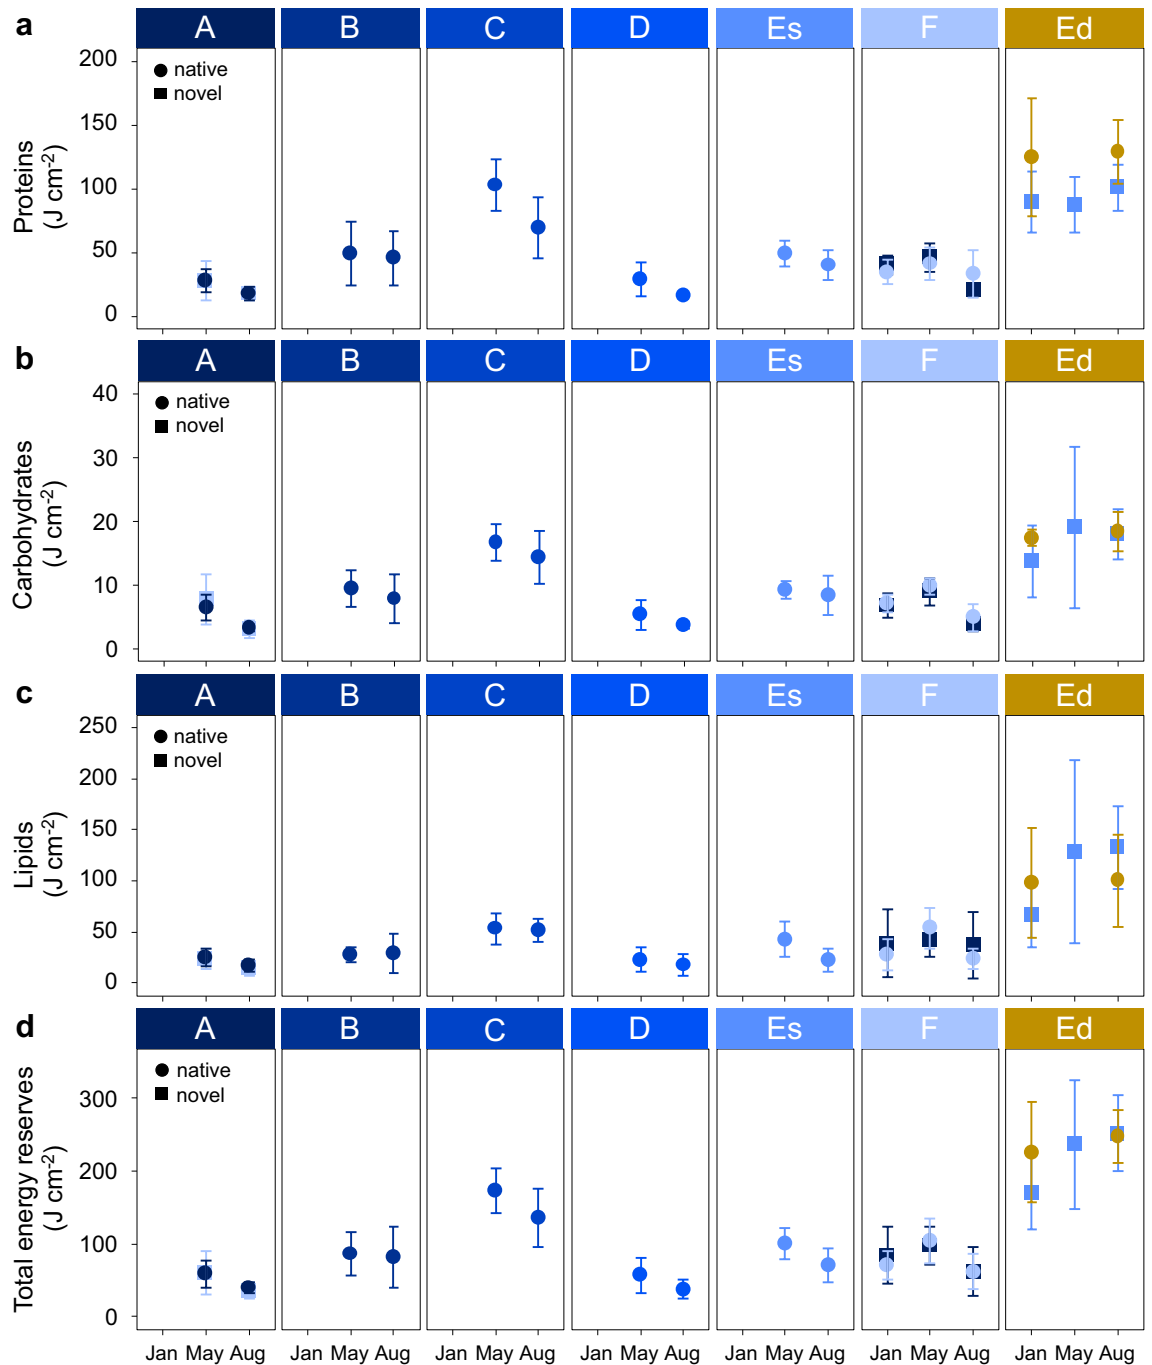 a
A B C D Es F Ed
native
novel
200
150
100
50
0
Proteins
(J cm-2)
b
A B C D Es F Ed
native
novel
40
30
20
10
0
Carbohydrates
(J cm-2)
c
A B C D Es F Ed
native
novel
250
200
150
100
50
0
Lipids
(J cm-2)
d
A B C D Es F Ed
native
novel
300
200
100
0
Total energy reserves
(J cm-2)
Jan May Aug Jan May Aug Jan May Aug Jan May Aug Jan May Aug Jan May Aug Jan May Aug